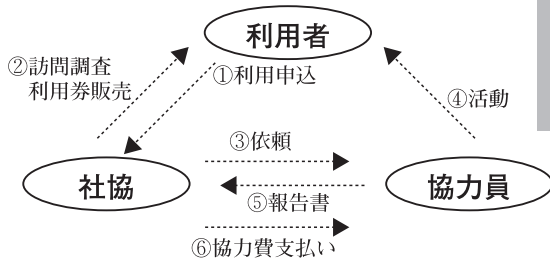 利用者
②訪問調査
利用券販売
①利用申込
④活動
③依頼
社協
協力員
⑤報告書
⑥協力費支払い